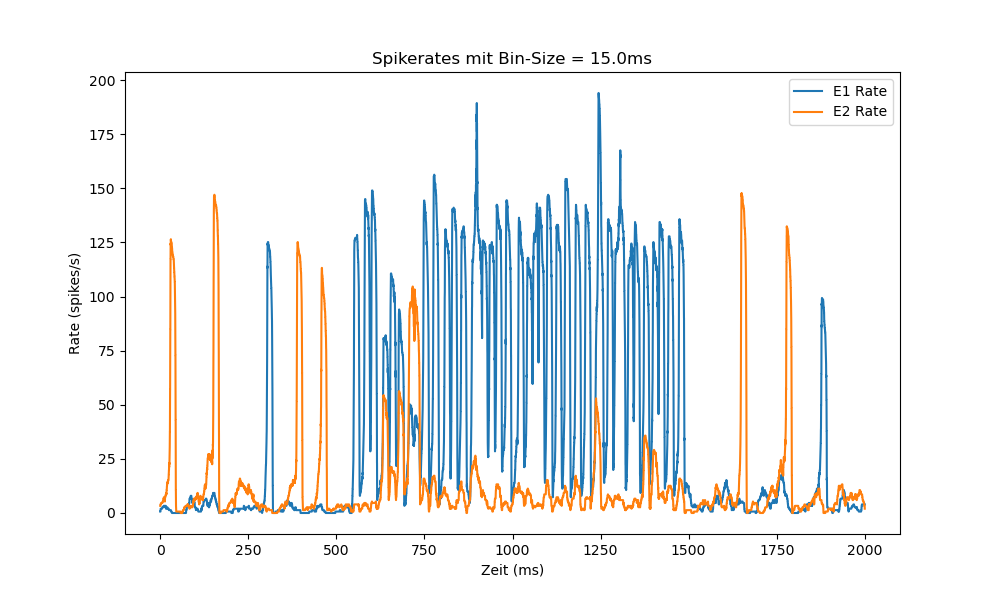 Spikerates mit Bin-Size = 15.0ms
E1 Rate
E2 Rate
200
175
150
125
100
75
50
25
0
Rate (spikes/s)
0 250 500 750 1000 1250 1500 1750 2000
Zeit (ms)